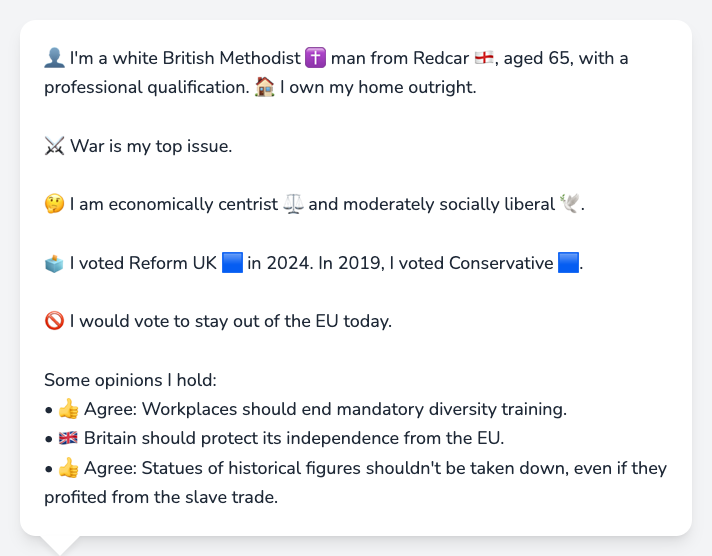 👤 I'm a white British Methodist ✝️ man from Redcar 🏴󠁧󠁢󠁥󠁮󠁧󠁿, aged 65, with a
professional qualification. 🏠 I own my home outright.
⚔️ War is my top issue.
🤔 I am economically centrist ⚖️ and moderately socially liberal 🕊️.
🗳️ I voted Reform UK 🟦 in 2024. In 2019, I voted Conservative 🟦.
🚫 I would vote to stay out of the EU today.
Some opinions I hold:
• 👍 Agree: Workplaces should end mandatory diversity training.
• 🇬🇧 Britain should protect its independence from the EU.
• 👍 Agree: Statues of historical figures shouldn't be taken down, even if they
profited from the slave trade.